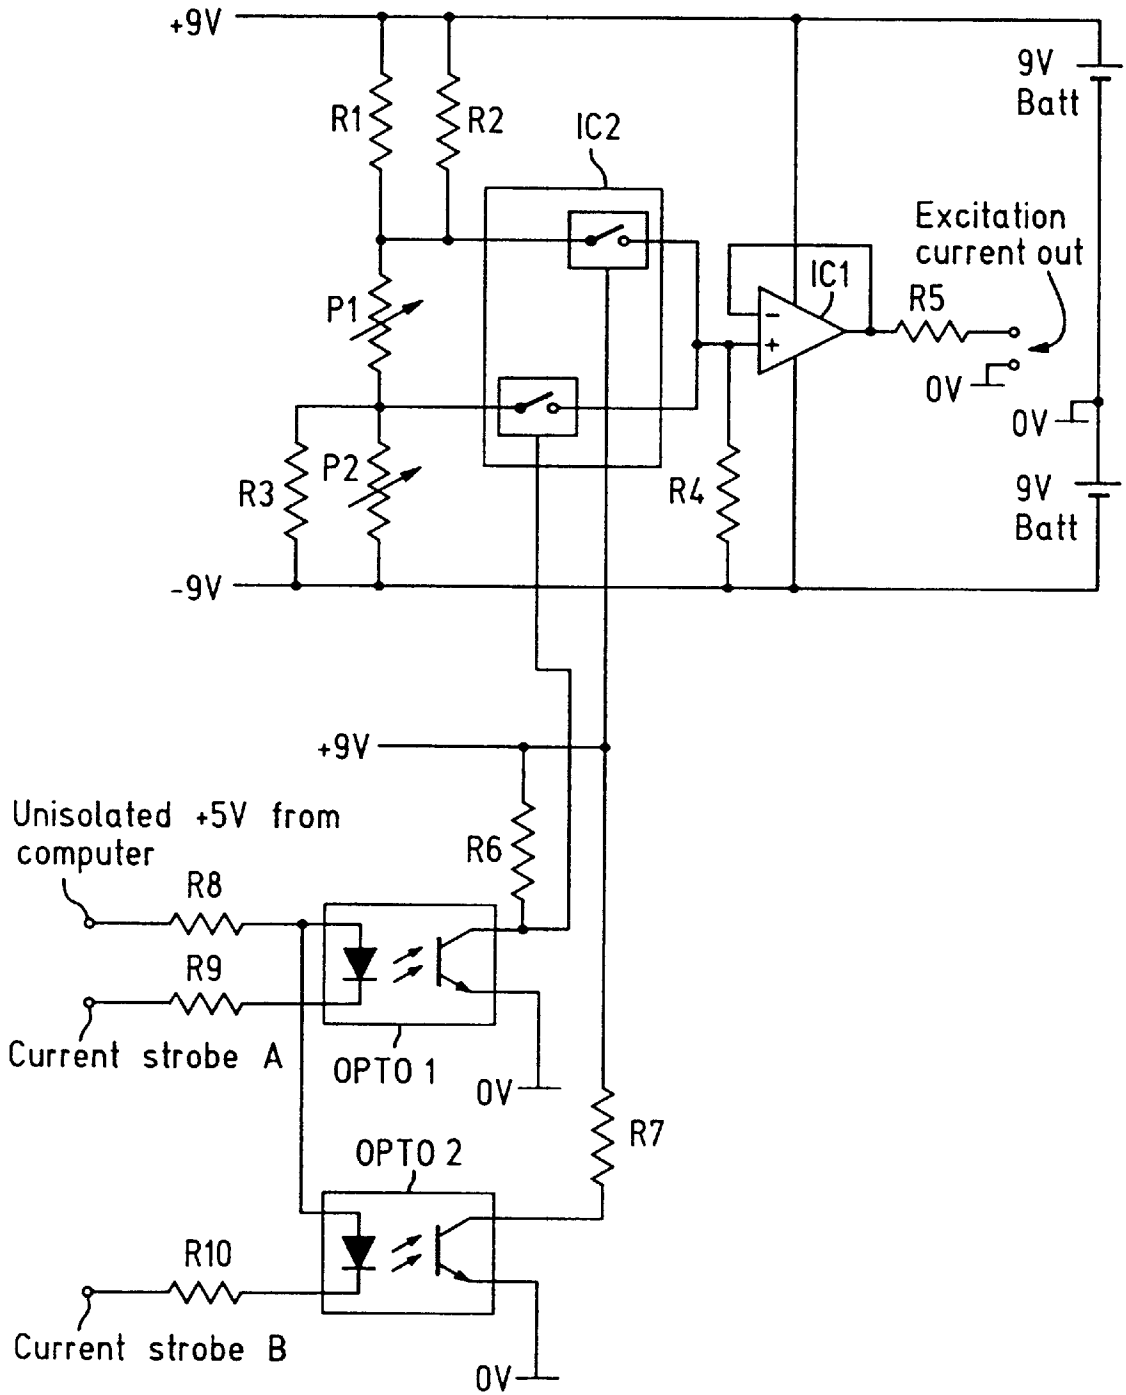 +9V
9V
Batt
R1
R2
IC2
Excitation
current out
P1
IC1
R5
-
+
0V
0V
R3
P2
R4
9V
Batt
-9V
+9V
Unisolated +5V from
computer
R6
R8
R9
Current strobe A
OPTO 1
0V
R7
OPTO 2
R10
Current strobe B
0V